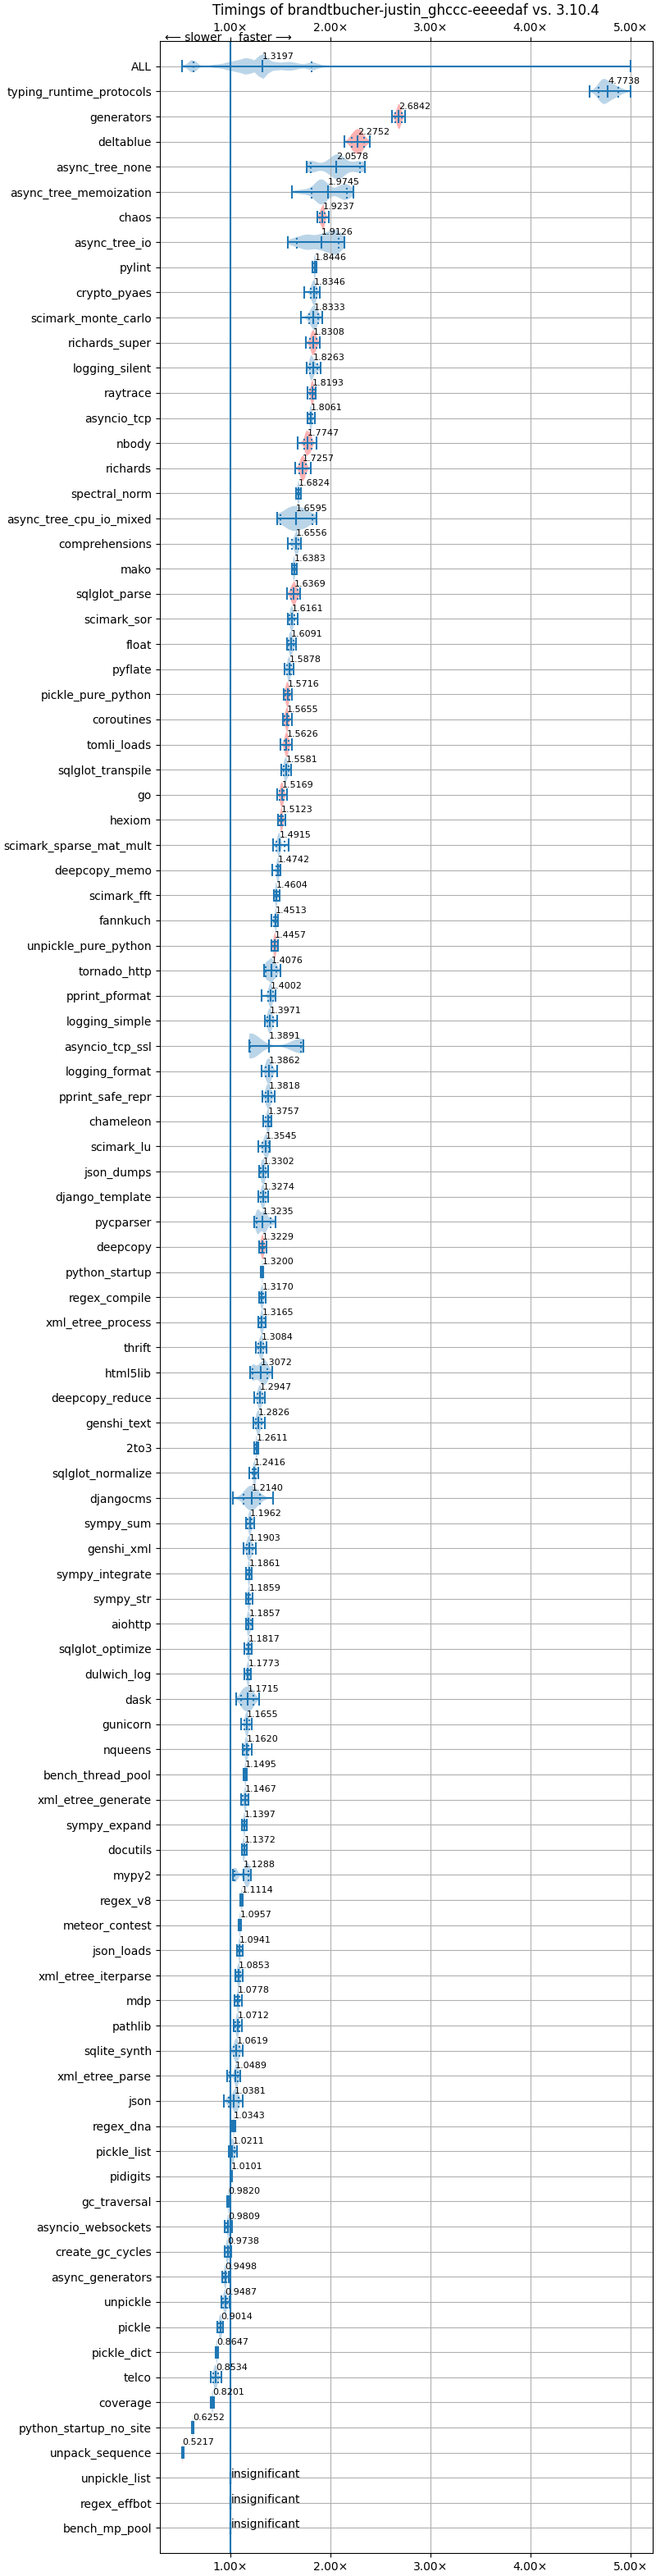 Timings of brandtbucher-justin_ghccc-eeeedaf vs. 3.10.4
1.00× 2.00× 3.00× 4.00× 5.00×
⟵ slower faster ⟶
ALL 1.3197
typing_runtime_protocols 4.7738
generators 2.6842
deltablue 2.2752
async_tree_none 2.0578
async_tree_memoization 1.9745
chaos 1.9237
async_tree_io 1.9126
pylint 1.8446
crypto_pyaes 1.8346
scimark_monte_carlo 1.8333
richards_super 1.8308
logging_silent 1.8263
raytrace 1.8193
asyncio_tcp 1.8061
nbody 1.7747
richards 1.7257
spectral_norm 1.6824
async_tree_cpu_io_mixed 1.6595
comprehensions 1.6556
mako 1.6383
sqlglot_parse 1.6369
scimark_sor 1.6161
float 1.6091
pyflate 1.5878
pickle_pure_python 1.5716
coroutines 1.5655
tomli_loads 1.5626
sqlglot_transpile 1.5581
go 1.5169
hexiom 1.5123
scimark_sparse_mat_mult 1.4915
deepcopy_memo 1.4742
scimark_fft 1.4604
fannkuch 1.4513
unpickle_pure_python 1.4457
tornado_http 1.4076
pprint_pformat 1.4002
logging_simple 1.3971
asyncio_tcp_ssl 1.3891
logging_format 1.3862
pprint_safe_repr 1.3818
chameleon 1.3757
scimark_lu 1.3545
json_dumps 1.3302
django_template 1.3274
pycparser 1.3235
deepcopy 1.3229
python_startup 1.3200
regex_compile 1.3170
xml_etree_process 1.3165
thrift 1.3084
html5lib 1.3072
deepcopy_reduce 1.2947
genshi_text 1.2826
2to3 1.2611
sqlglot_normalize 1.2416
djangocms 1.2140
sympy_sum 1.1962
genshi_xml 1.1903
sympy_integrate 1.1861
sympy_str 1.1859
aiohttp 1.1857
sqlglot_optimize 1.1817
dulwich_log 1.1773
dask 1.1715
gunicorn 1.1655
nqueens 1.1620
bench_thread_pool 1.1495
xml_etree_generate 1.1467
sympy_expand 1.1397
docutils 1.1372
mypy2 1.1288
regex_v8 1.1114
meteor_contest 1.0957
json_loads 1.0941
xml_etree_iterparse 1.0853
mdp 1.0778
pathlib 1.0712
sqlite_synth 1.0619
xml_etree_parse 1.0489
json 1.0381
regex_dna 1.0343
pickle_list 1.0211
pidigits 1.0101
gc_traversal 0.9820
asyncio_websockets 0.9809
create_gc_cycles 0.9738
async_generators 0.9498
unpickle 0.9487
pickle 0.9014
pickle_dict 0.8647
telco 0.8534
coverage 0.8201
python_startup_no_site 0.6252
unpack_sequence 0.5217
unpickle_list insignificant
regex_effbot insignificant
bench_mp_pool insignificant
1.00× 2.00× 3.00× 4.00× 5.00×